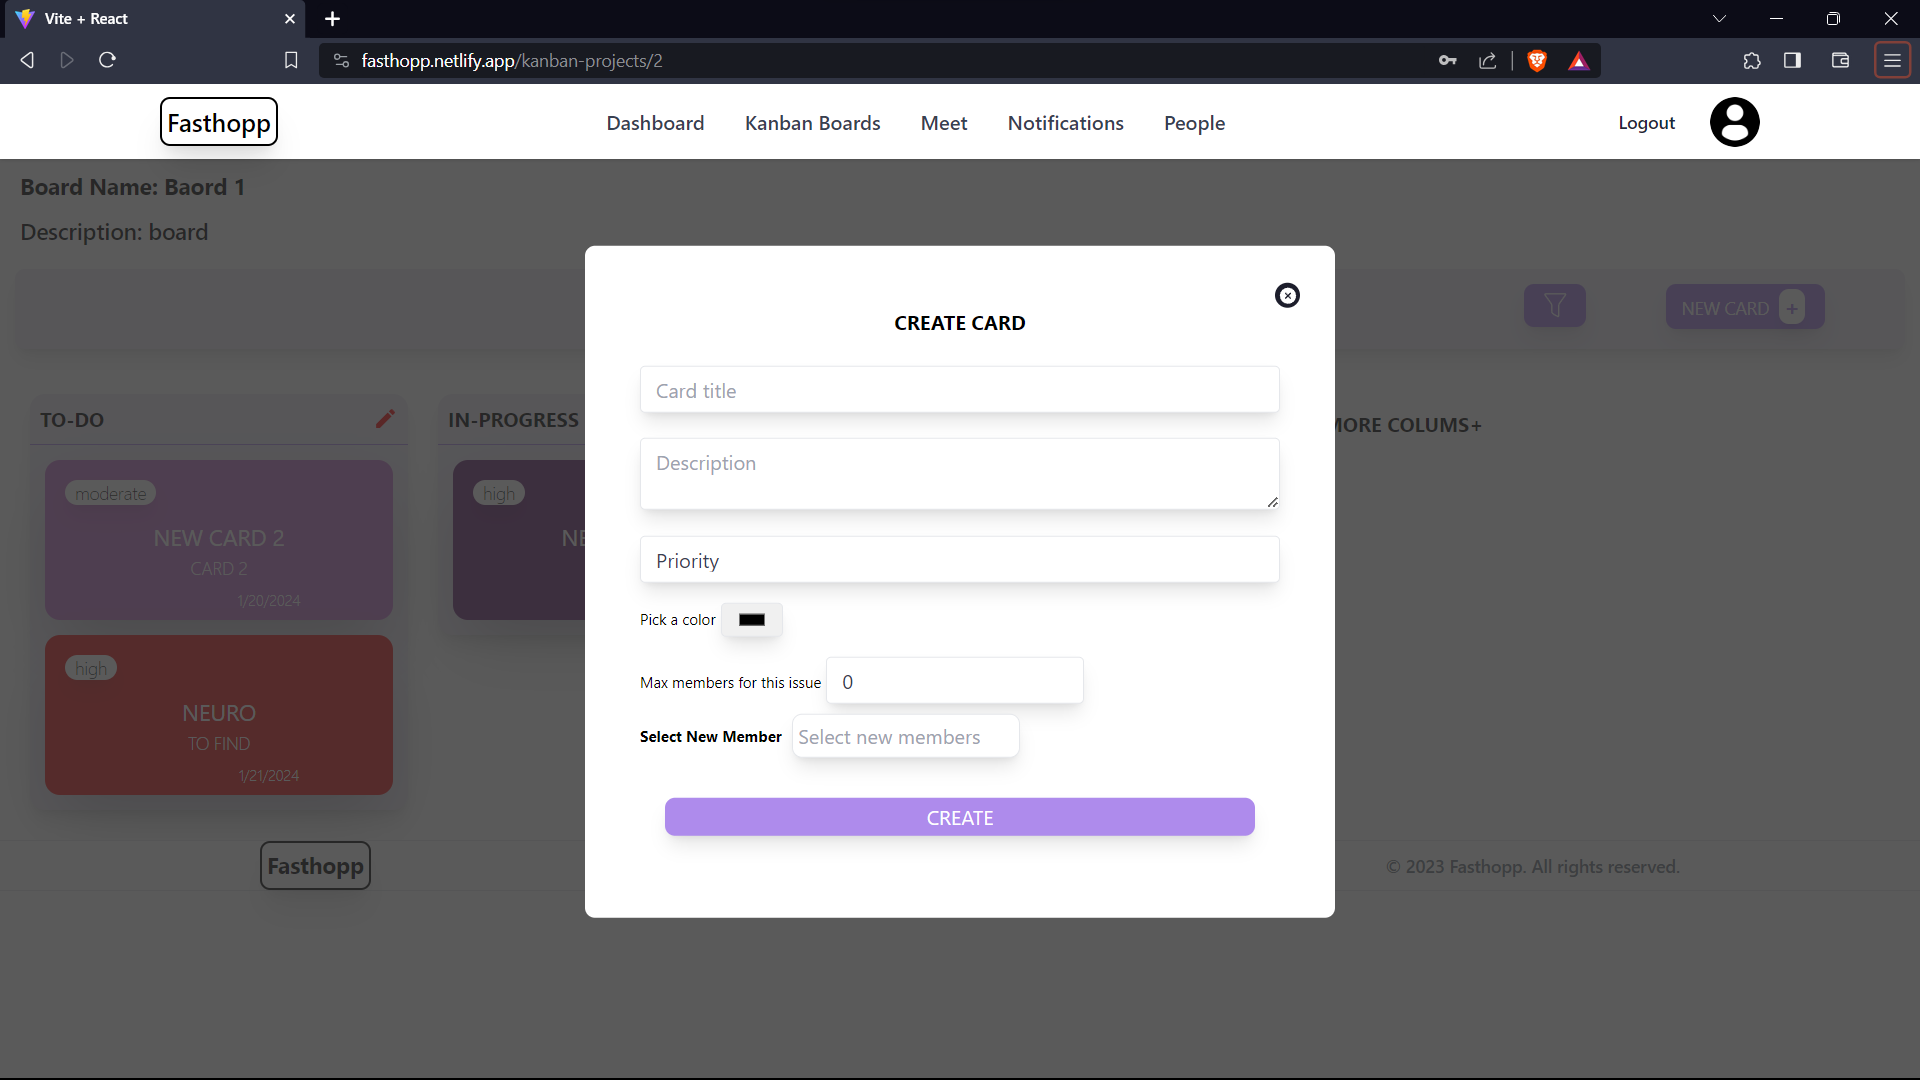 Vite + React
fasthopp.netlify.app/kanban-projects/2
Fasthopp
Dashboard
Kanban Boards
Meet
Notifications
People
Logout
Board Name: Baord 1
Description: board
NEW CARD +
CREATE CARD
Card title
Description
Priority
Pick a color
Max members for this issue
0
Select New Member
Select new members
CREATE
TO-DO
moderate
NEW CARD 2
CARD 2
1/20/2024
high
NEURO
TO FIND
1/21/2024
IN-PROGRESS
high
NE
MORE COLUMS+
Fasthopp
© 2023 Fasthopp. All rights reserved.